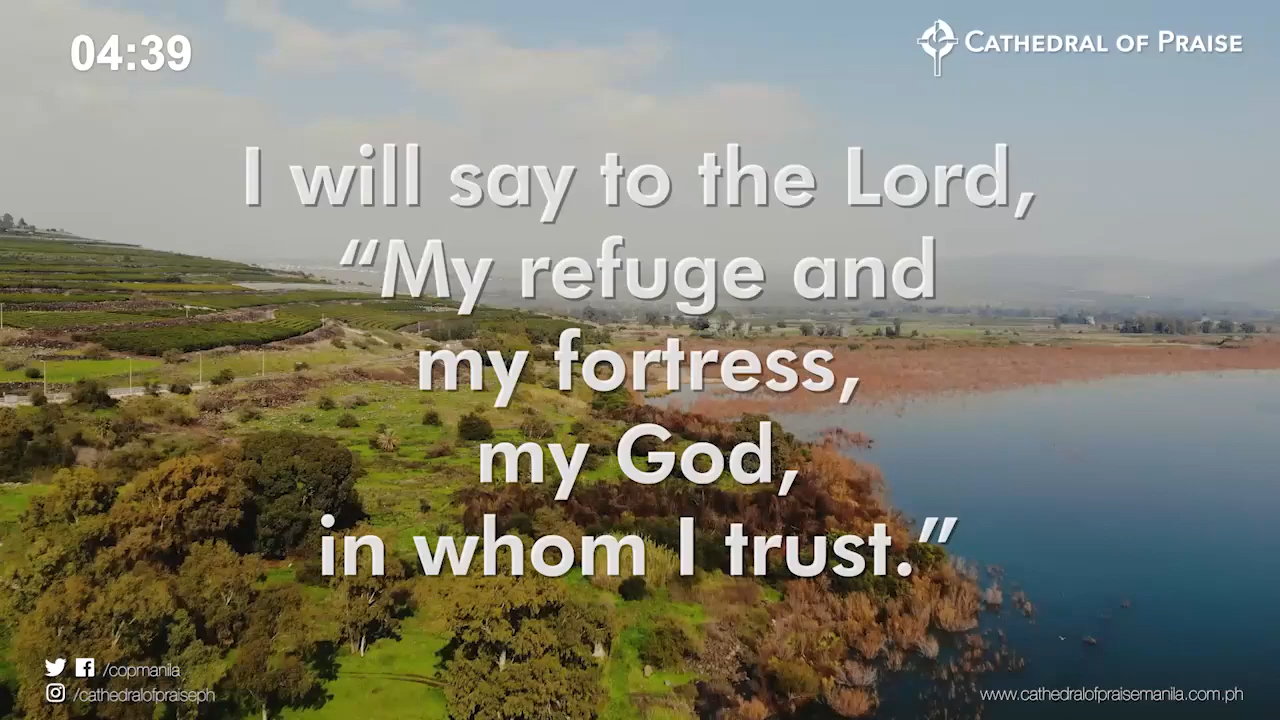 04:39
CATHEDRAL OF PRAISE
I will say to the Lord,
“My refuge and
my fortress,
my God,
in whom I trust.”
/copmanila
/cathedralofpraiseph
www.cathedralofpraisemanila.com.ph